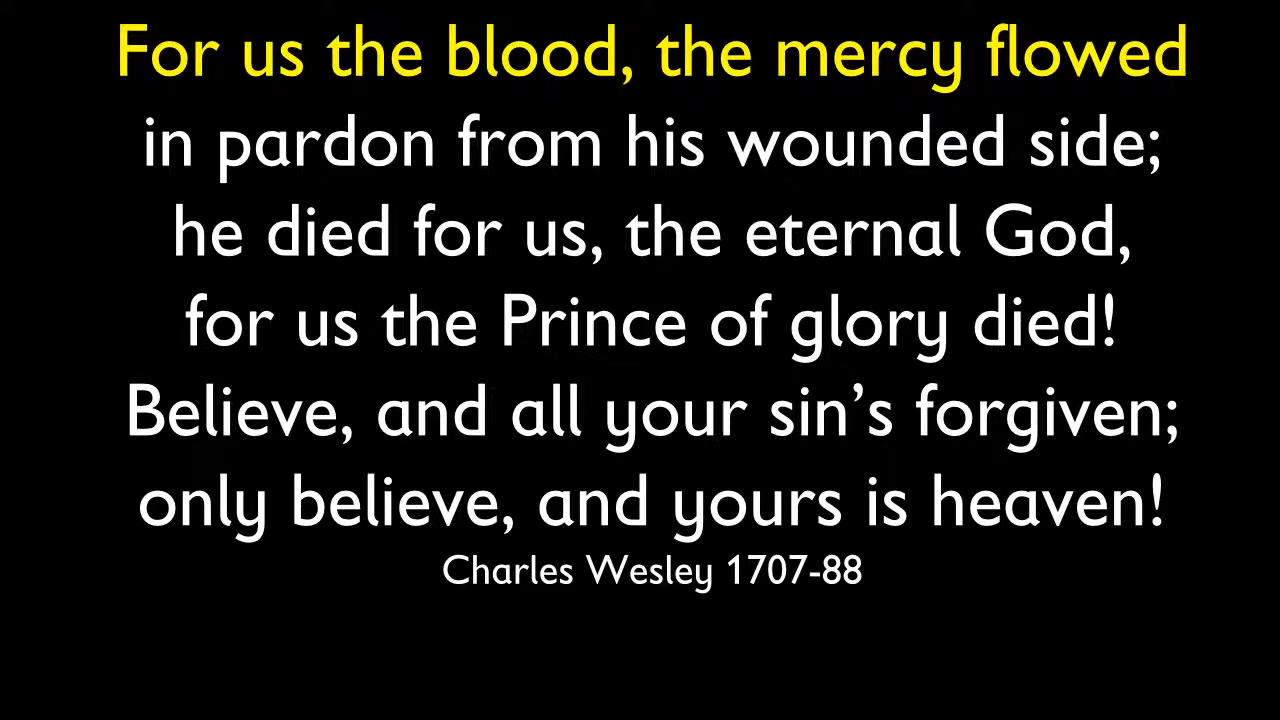 For us the blood, the mercy flowed
in pardon from his wounded side;
he died for us, the eternal God,
for us the Prince of glory died!
Believe, and all your sin’s forgiven;
only believe, and yours is heaven!
Charles Wesley 1707-88